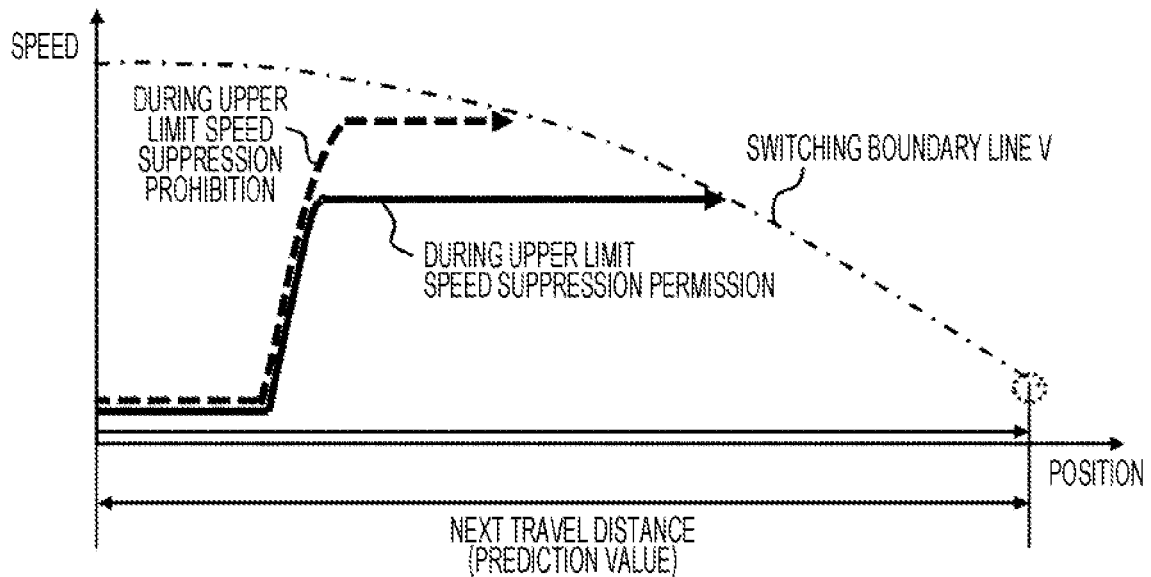 SPEED
DURING UPPER
LIMIT SPEED
SUPPRESSION
PROHIBITION
SWITCHING BOUNDARY LINE V
DURING UPPER LIMIT
SPEED SUPPRESSION PERMISSION
POSITION
NEXT TRAVEL DISTANCE
(PREDICTION VALUE)